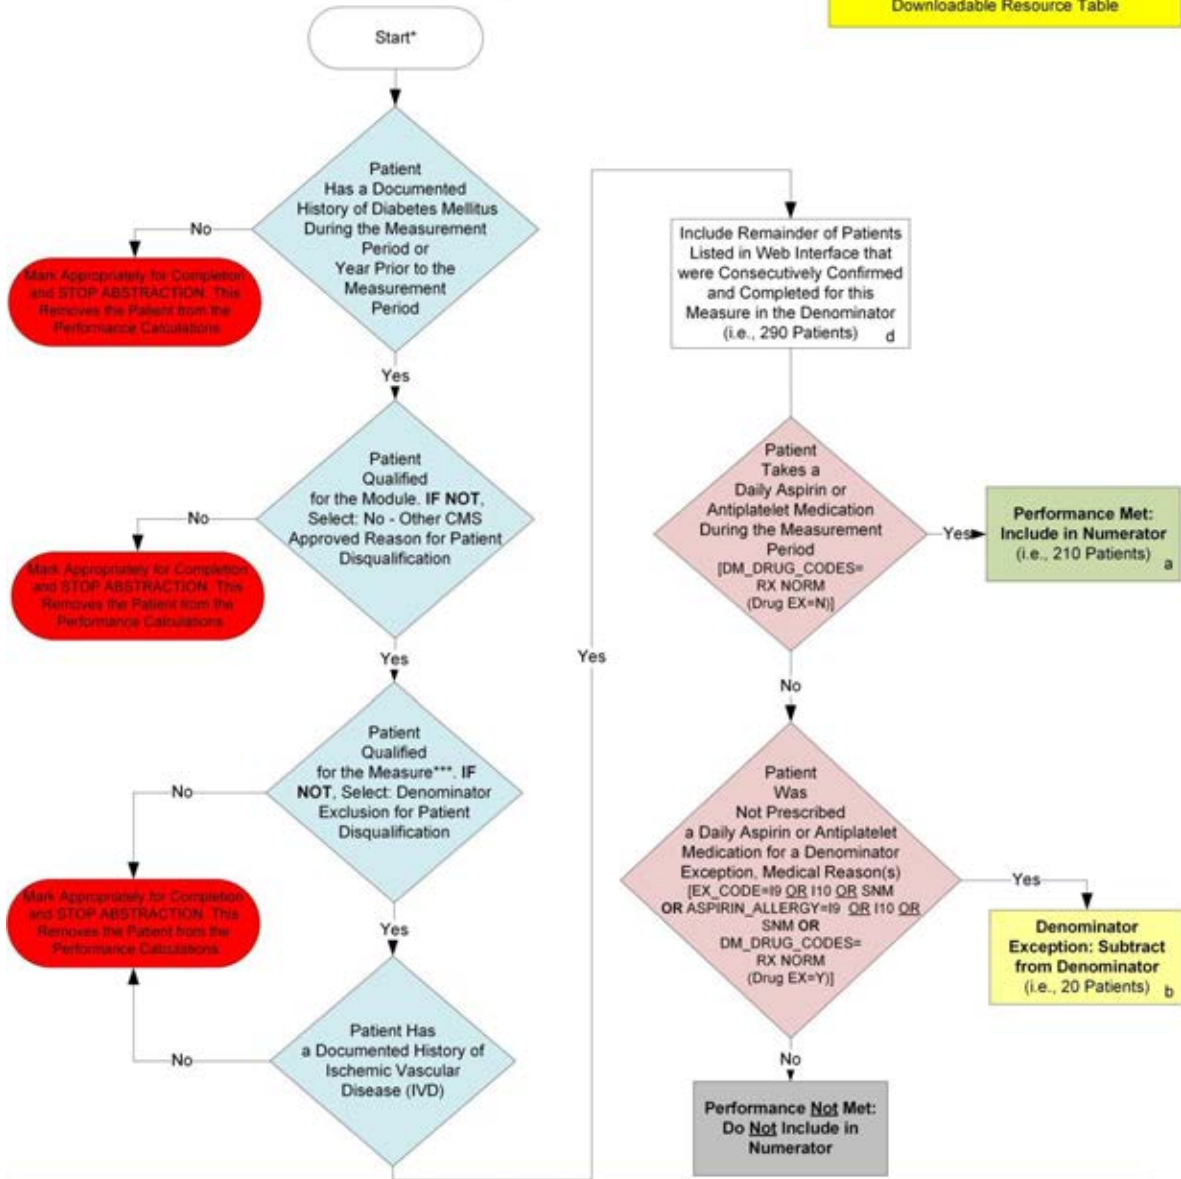 Downloadable Resource Table
Start*
Patient
Has a Documented
History of Diabetes Mellitus
During the Measurement
Period or
Year Prior to the
Measurement
Period
No
Mark Appropriately for Completion
and STOP ABSTRACTION. This
Removes the Patient from the
Performance Calculations
Yes
Patient
Qualified
for the Module. IF NOT,
Select: No - Other CMS
Approved Reason for Patient
Disqualification
No
Mark Appropriately for Completion
and STOP ABSTRACTION. This
Removes the Patient from the
Performance Calculations
Yes
Patient
Qualified
for the Measure***. IF
NOT, Select: Denominator
Exclusion for Patient
Disqualification
No
Mark Appropriately for Completion
and STOP ABSTRACTION. This
Removes the Patient from the
Performance Calculations
Yes
Patient Has
a Documented History of
Ischemic Vascular
Disease (IVD)
No
Yes
Include Remainder of Patients
Listed in Web Interface that
were Consecutively Confirmed
and Completed for this
Measure in the Denominator
(i.e., 290 Patients)
d
Patient
Takes a
Daily Aspirin or
Antiplatelet Medication
During the Measurement
Period
[DM_DRUG_CODES=
RX NORM
(Drug EX=N)]
Yes
Performance Met:
Include in Numerator
(i.e., 210 Patients)
a
No
Patient
Was
Not Prescribed
a Daily Aspirin or Antiplatelet
Medication for a Denominator
Exception, Medical Reason(s)
[EX_CODE=I9 OR I10 OR SNM
OR ASPIRIN_ALLERGY=I9 OR I10 OR
SNM OR
DM_DRUG_CODES=
RX NORM
(Drug EX=Y)]
Yes
Denominator
Exception: Subtract
from Denominator
(i.e., 20 Patients)
b
No
Performance Not Met:
Do Not Include in
Numerator